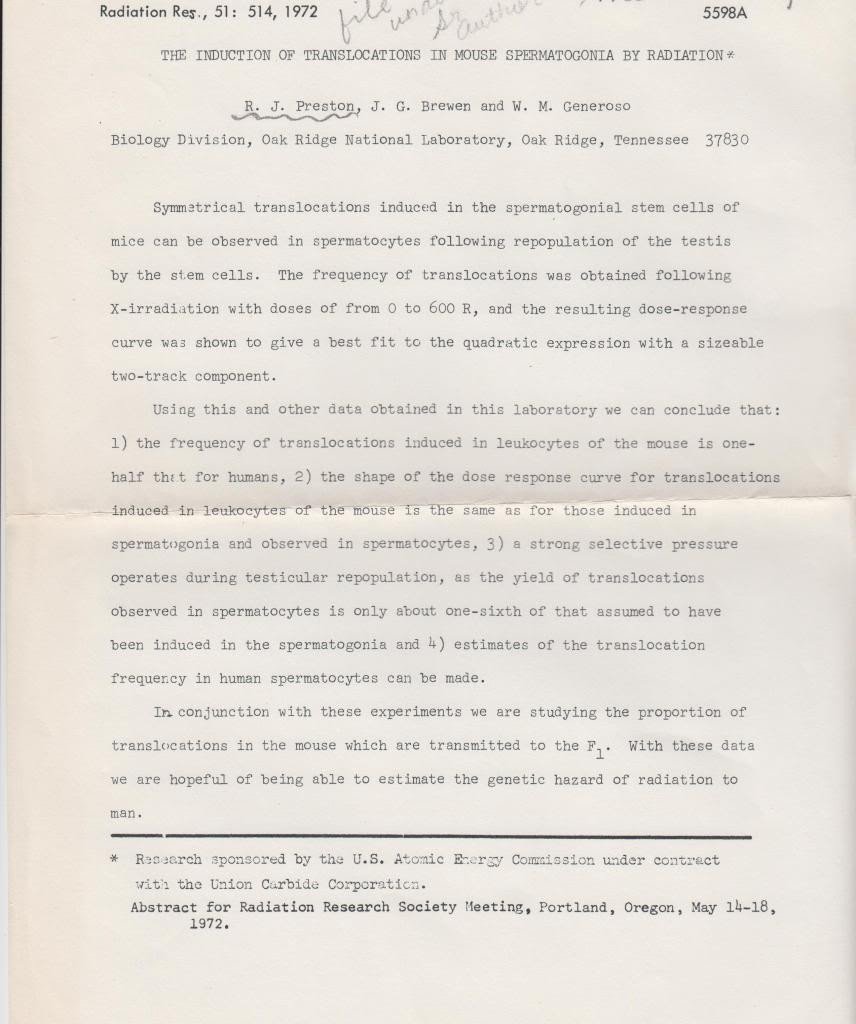 Radiation Res., 51: 514, 1972
file under Sr author
5598A
THE INDUCTION OF TRANSLOCATIONS IN MOUSE SPERMATOGONIA BY RADIATION*
R. J. Preston, J. G. Brewen and W. M. Generoso
Biology Division, Oak Ridge National Laboratory, Oak Ridge, Tennessee 37830
Symmetrical translocations induced in the spermatogonial stem cells of
mice can be observed in spermatocytes following repopulation of the testis
by the stem cells. The frequency of translocations was obtained following
X-irradiation with doses of from 0 to 600 R, and the resulting dose-response
curve was shown to give a best fit to the quadratic expression with a sizeable
two-track component.
Using this and other data obtained in this laboratory we can conclude that:
1) the frequency of translocations induced in leukocytes of the mouse is one-
half that for humans, 2) the shape of the dose response curve for translocations
induced in leukocytes of the mouse is the same as for those induced in
spermatogonia and observed in spermatocytes, 3) a strong selective pressure
operates during testicular repopulation, as the yield of translocations
observed in spermatocytes is only about one-sixth of that assumed to have
been induced in the spermatogonia and 4) estimates of the translocation
frequency in human spermatocytes can be made.
In conjunction with these experiments we are studying the proportion of
translocations in the mouse which are transmitted to the F1. With these data
we are hopeful of being able to estimate the genetic hazard of radiation to
man.
* Research sponsored by the U.S. Atomic Energy Commission under contract
with the Union Carbide Corporation.
Abstract for Radiation Research Society Meeting, Portland, Oregon, May 14-18,
1972.